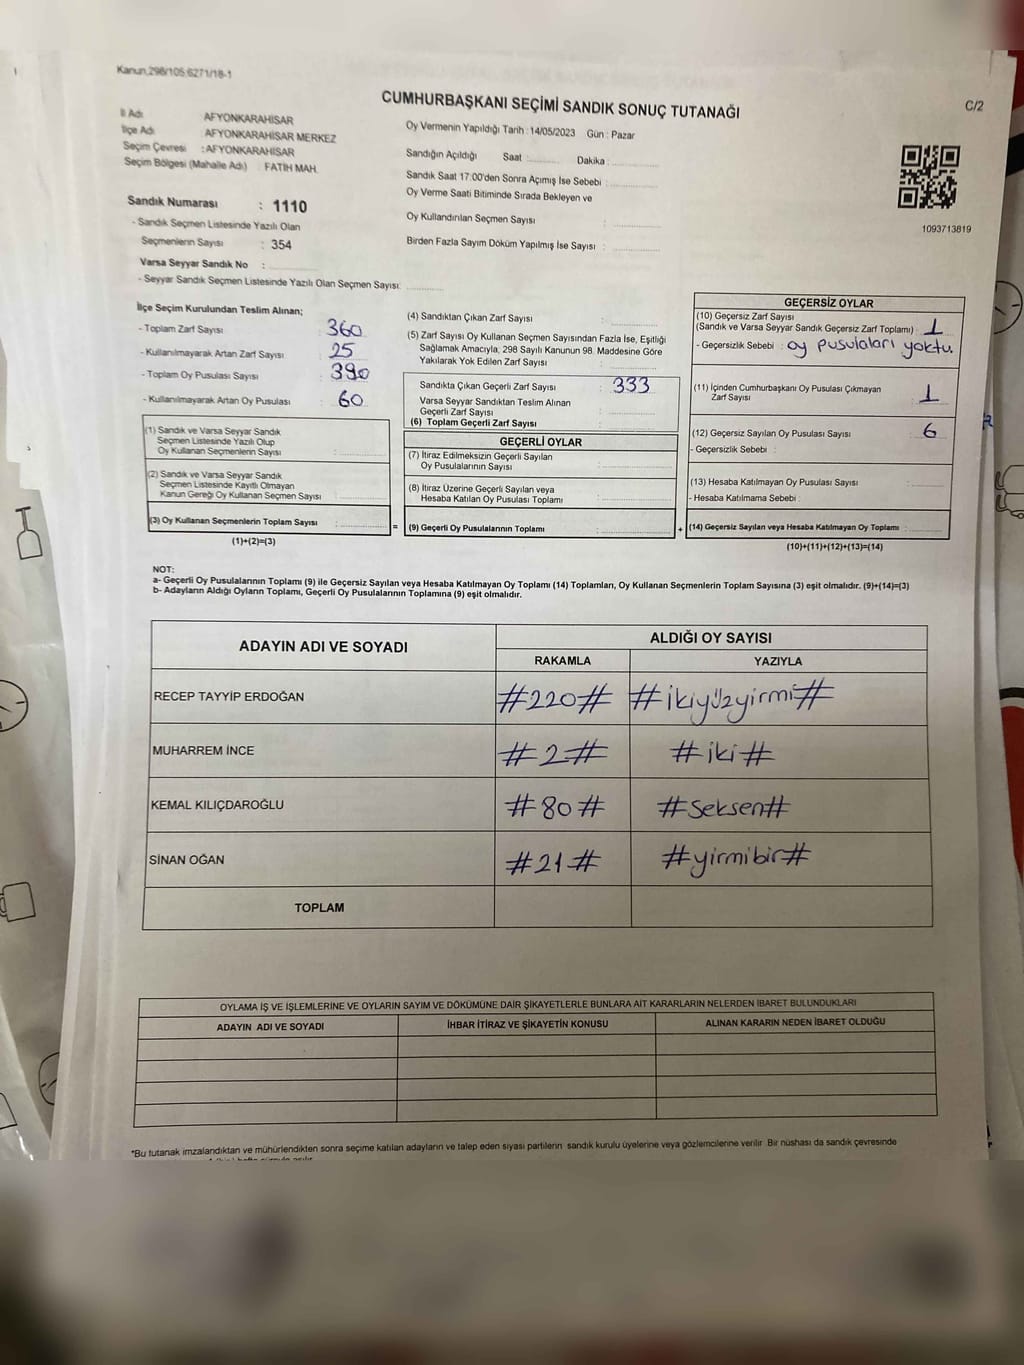 Kanun,298/105;6271/18-1
CUMHURBAŞKANI SEÇİMİ SANDIK SONUÇ TUTANAĞI
C/2
İl Adı AFYONKARAHİSAR
İlçe Adı AFYONKARAHİSAR MERKEZ
Seçim Çevresi : AFYONKARAHİSAR
Seçim Bölgesi (Mahalle Adı) FATİH MAH.
Sandık Numarası : 1110
- Sandık Seçmen Listesinde Yazılı Olan
Seçmenlerin Sayısı : 354
Varsa Seyyar Sandık No :
- Seyyar Sandık Seçmen Listesinde Yazılı Olan Seçmen Sayısı:
Oy Vermenin Yapıldığı Tarih : 14/05/2023 Gün : Pazar
Sandığın Açıldığı Saat : Dakika :
Sandık Saat 17:00'den Sonra Açımış İse Sebebi :
Oy Verme Saati Bitiminde Sırada Bekleyen ve
Oy Kullandırılan Seçmen Sayısı :
Birden Fazla Sayım Döküm Yapılmış İse Sayısı :
1093713819
İlçe Seçim Kurulundan Teslim Alınan;
- Toplam Zarf Sayısı : 360
- Kullanılmayarak Artan Zarf Sayısı : 25
- Toplam Oy Pusulası Sayısı : 390
- Kullanılmayarak Artan Oy Pusulası : 60
(1) Sandık ve Varsa Seyyar Sandık
Seçmen Listesinde Yazılı Olup
Oy Kullanan Seçmenlerin Sayısı :
(2) Sandık ve Varsa Seyyar Sandık
Seçmen Listesinde Kayıtlı Olmayan
Kanun Gereği Oy Kullanan Seçmen Sayısı :
(3) Oy Kullanan Seçmenlerin Toplam Sayısı :
(1)+(2)=(3)
=
(4) Sandıktan Çıkan Zarf Sayısı :
(5) Zarf Sayısı Oy Kullanan Seçmen Sayısından Fazla İse, Eşitliği
Sağlamak Amacıyla, 298 Sayılı Kanunun 98. Maddesine Göre
Yakılarak Yok Edilen Zarf Sayısı :
Sandıkta Çıkan Geçerli Zarf Sayısı : 333
Varsa Seyyar Sandıktan Teslim Alınan
Geçerli Zarf Sayısı :
(6) Toplam Geçerli Zarf Sayısı :
GEÇERLİ OYLAR
(7) İtiraz Edilmeksizin Geçerli Sayılan
Oy Pusulalarının Sayısı :
(8) İtiraz Üzerine Geçerli Sayılan veya
Hesaba Katılan Oy Pusulası Toplamı :
(9) Geçerli Oy Pusulalarının Toplamı :
+
GEÇERSİZ OYLAR
(10) Geçersiz Zarf Sayısı
(Sandık ve Varsa Seyyar Sandık Geçersiz Zarf Toplamı) : 1
- Geçersizlik Sebebi : oy pusulaları yoktu.
(11) İçinden Cumhurbaşkanı Oy Pusulası Çıkmayan
Zarf Sayısı : 1
(12) Geçersiz Sayılan Oy Pusulası Sayısı : 6
- Geçersizlik Sebebi :
(13) Hesaba Katılmayan Oy Pusulası Sayısı :
- Hesaba Katılmama Sebebi :
(14) Geçersiz Sayılan veya Hesaba Katılmayan Oy Toplamı :
(10)+(11)+(12)+(13)=(14)
NOT:
a- Geçerli Oy Pusulalarının Toplamı (9) ile Geçersiz Sayılan veya Hesaba Katılmayan Oy Toplamı (14) Toplamları, Oy Kullanan Seçmenlerin Toplam Sayısına (3) eşit olmalıdır. (9)+(14)=(3)
b- Adayların Aldığı Oyların Toplamı, Geçerli Oy Pusulalarının Toplamına (9) eşit olmalıdır.
ADAYIN ADI VE SOYADI ALDIĞI OY SAYISI
RAKAMLA YAZIYLA
RECEP TAYYİP ERDOĞAN #220# #ikiyüzyirmi#
MUHARREM İNCE #2# #iki#
KEMAL KILIÇDAROĞLU #80# #Seksen#
SİNAN OĞAN #21# #yirmibir#
TOPLAM
OYLAMA İŞ VE İŞLEMLERİNE VE OYLARIN SAYIM VE DÖKÜMÜNE DAİR ŞİKAYETLERLE BUNLARA AİT KARARLARIN NELERDEN İBARET BULUNDUKLARI
ADAYIN ADI VE SOYADI İHBAR İTİRAZ VE ŞİKAYETİN KONUSU ALINAN KARARIN NEDEN İBARET OLDUĞU
*Bu tutanak imzalandıktan ve mühürlendikten sonra seçime katılan adayların ve talep eden siyasi partilerin sandık kurulu üyelerine veya gözlemcilerine verilir. Bir nüshası da sandık çevresinde